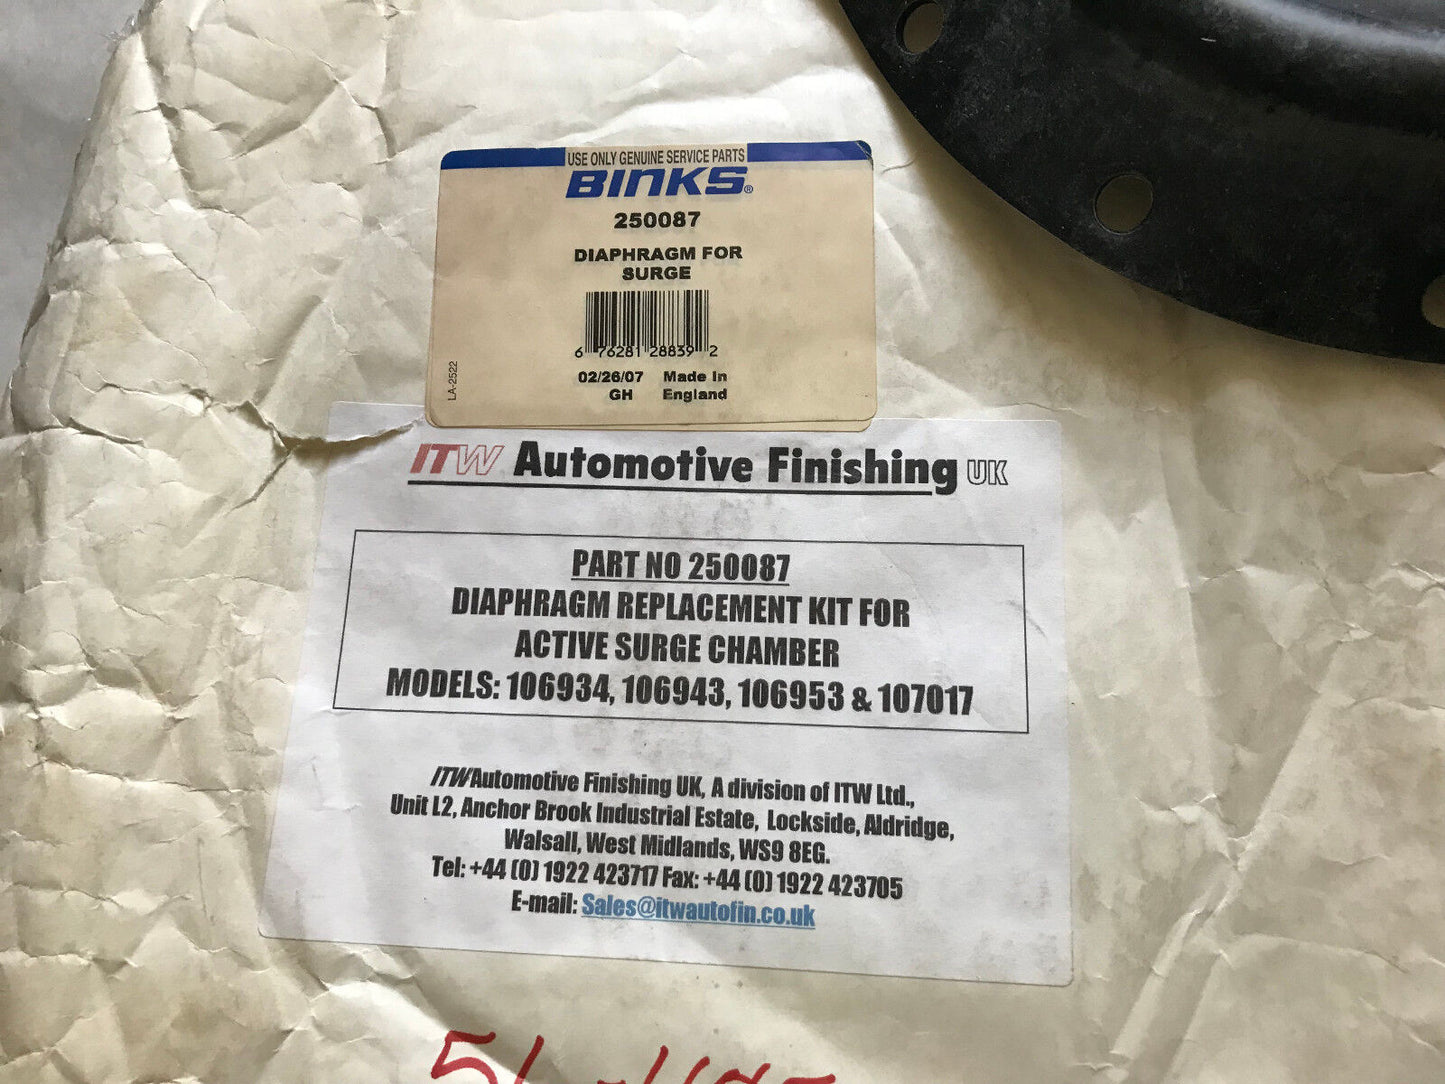 USE ONLY GENUINE SERVICE PARTS
BINKS®
250087
DIAPHRAGM FOR
SURGE
6 76281 28839 2
02/26/07 Made In
GH England
LA-2522
ITW Automotive Finishing UK
PART NO 250087
DIAPHRAGM REPLACEMENT KIT FOR
ACTIVE SURGE CHAMBER
MODELS: 106934, 106943, 106953 & 107017
ITW Automotive Finishing UK, A division of ITW Ltd.,
Unit L2, Anchor Brook Industrial Estate, Lockside, Aldridge,
Walsall, West Midlands, WS9 8EG.
Tel: +44 (0) 1922 423717 Fax: +44 (0) 1922 423705
E-mail: Sales@itwautofin.co.uk